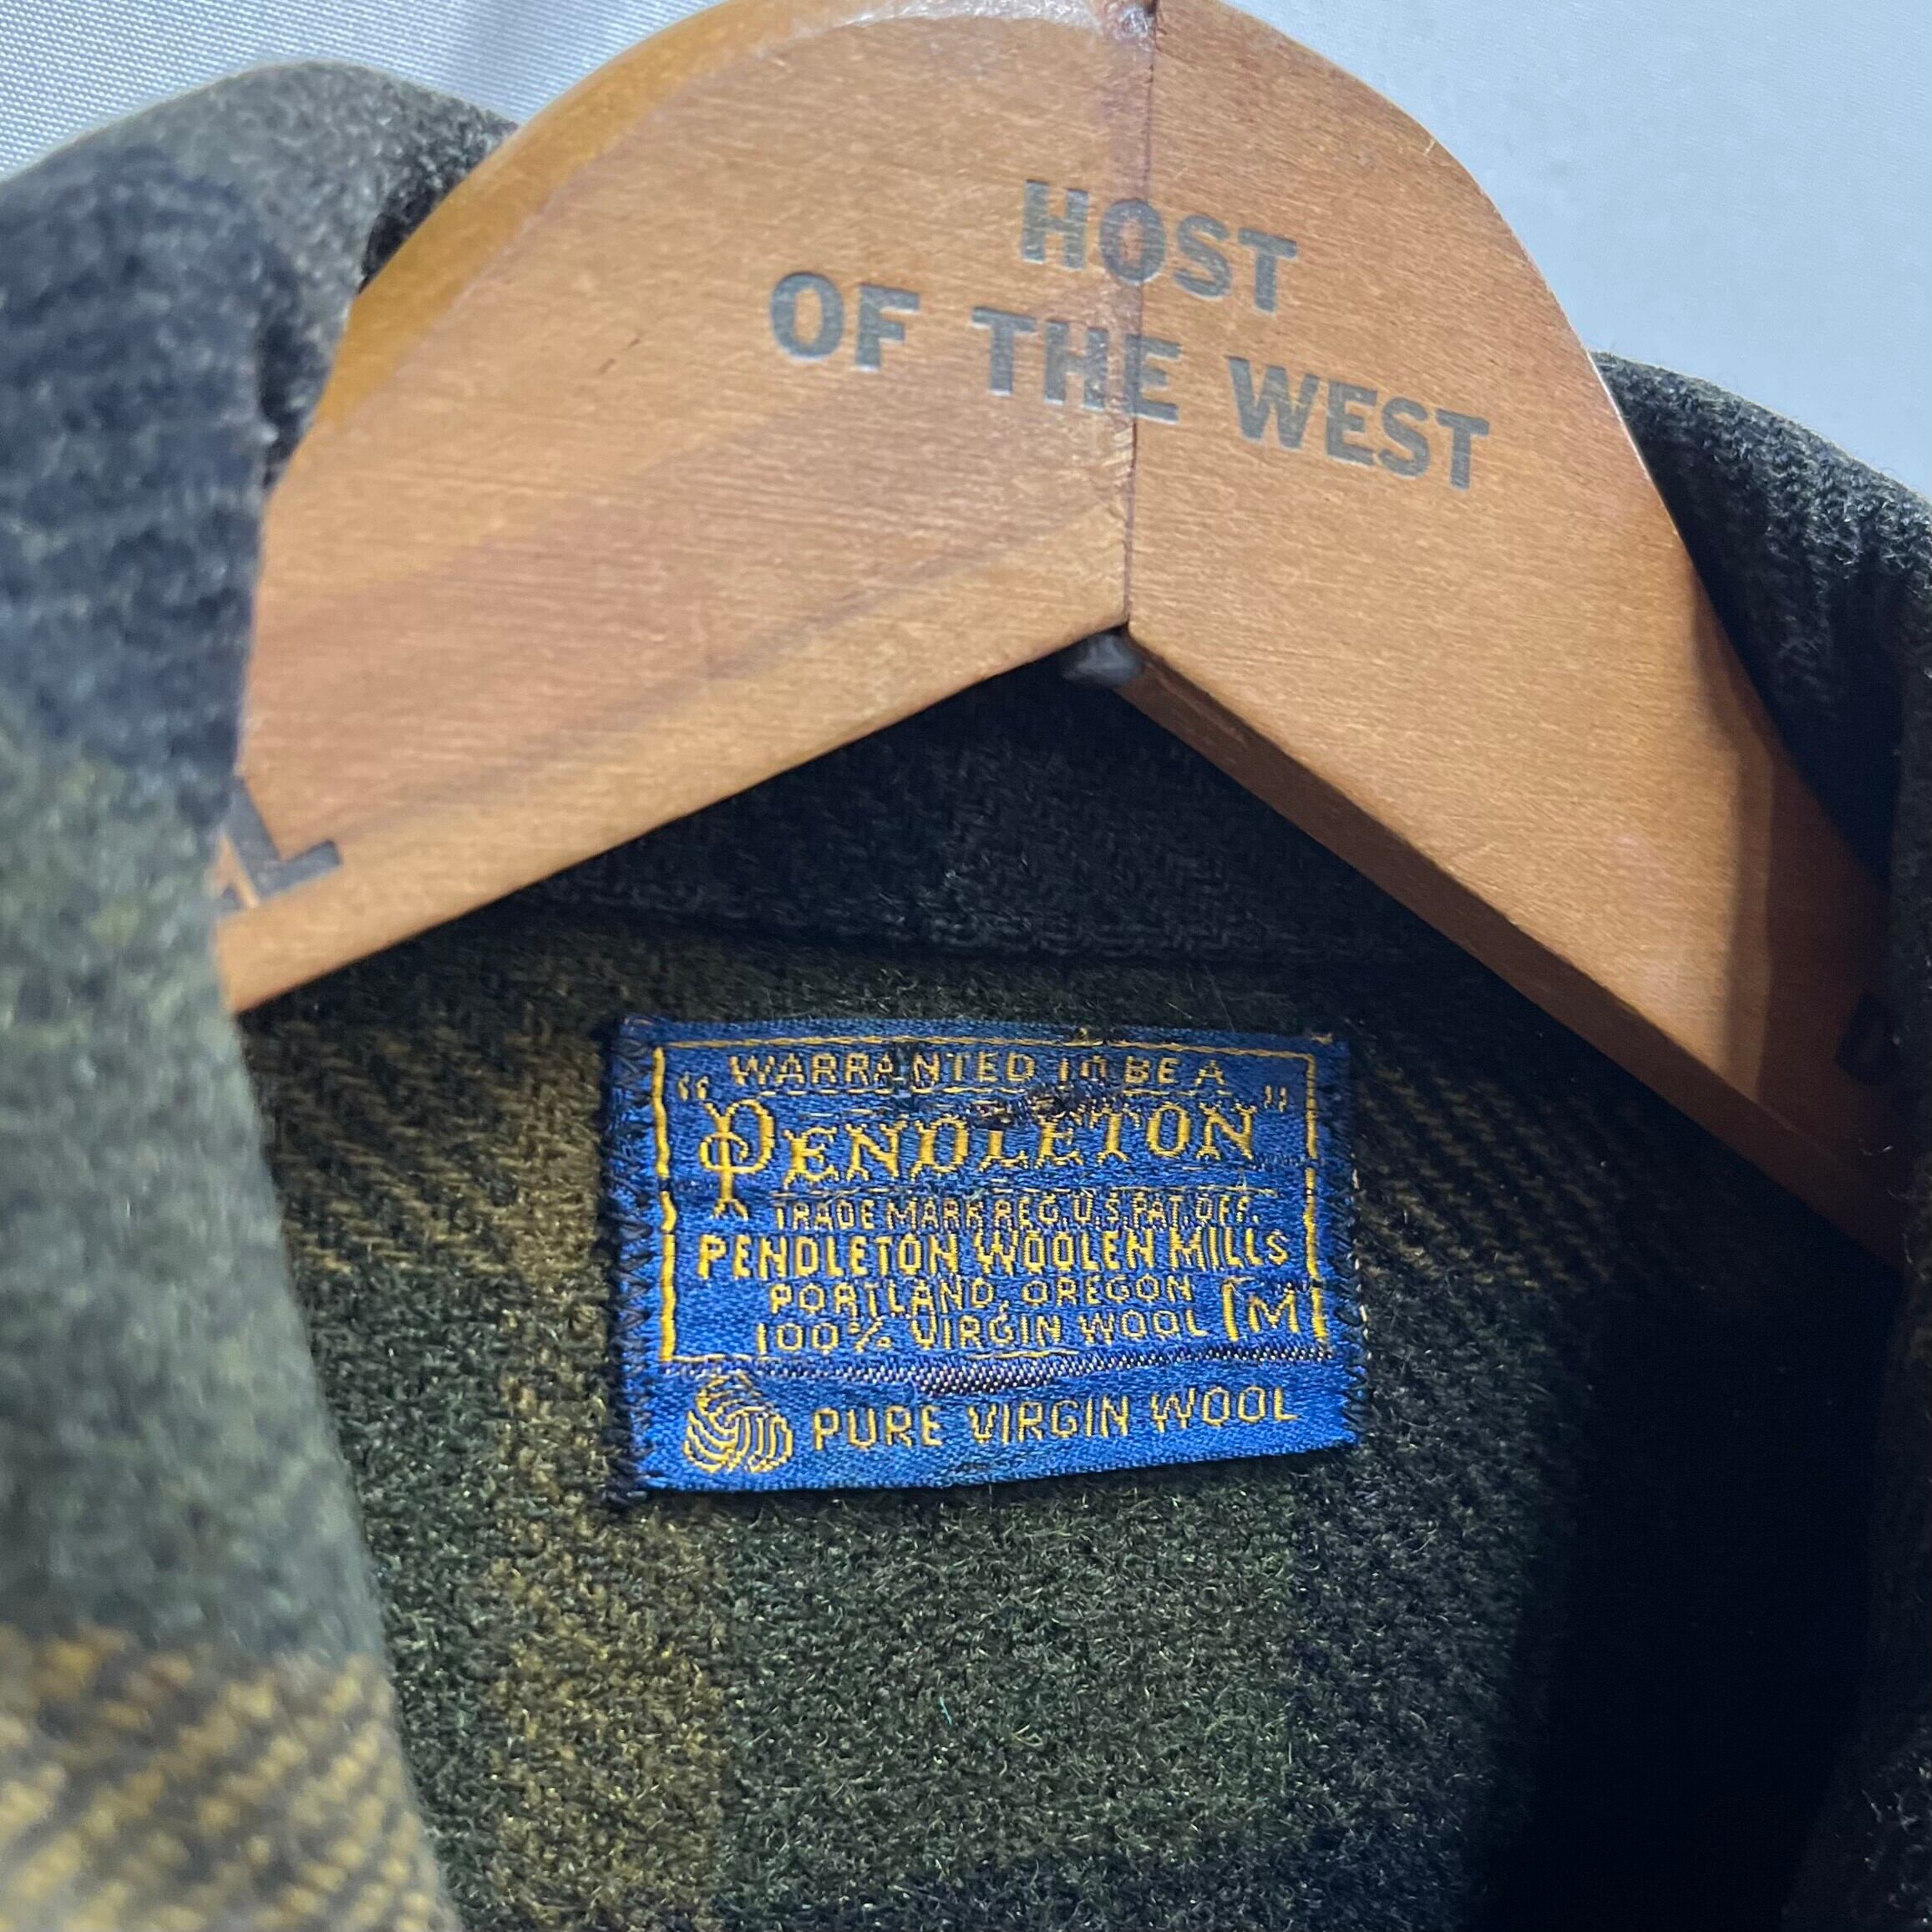 HOST
OF THE WEST
"WARRANTED TO BE A
PENDLETON"
TRADE MARK REG. U.S. PAT. OFF.
PENDLETON WOOLEN MILLS
PORTLAND, OREGON
100% VIRGIN WOOL [M]
PURE VIRGIN WOOL